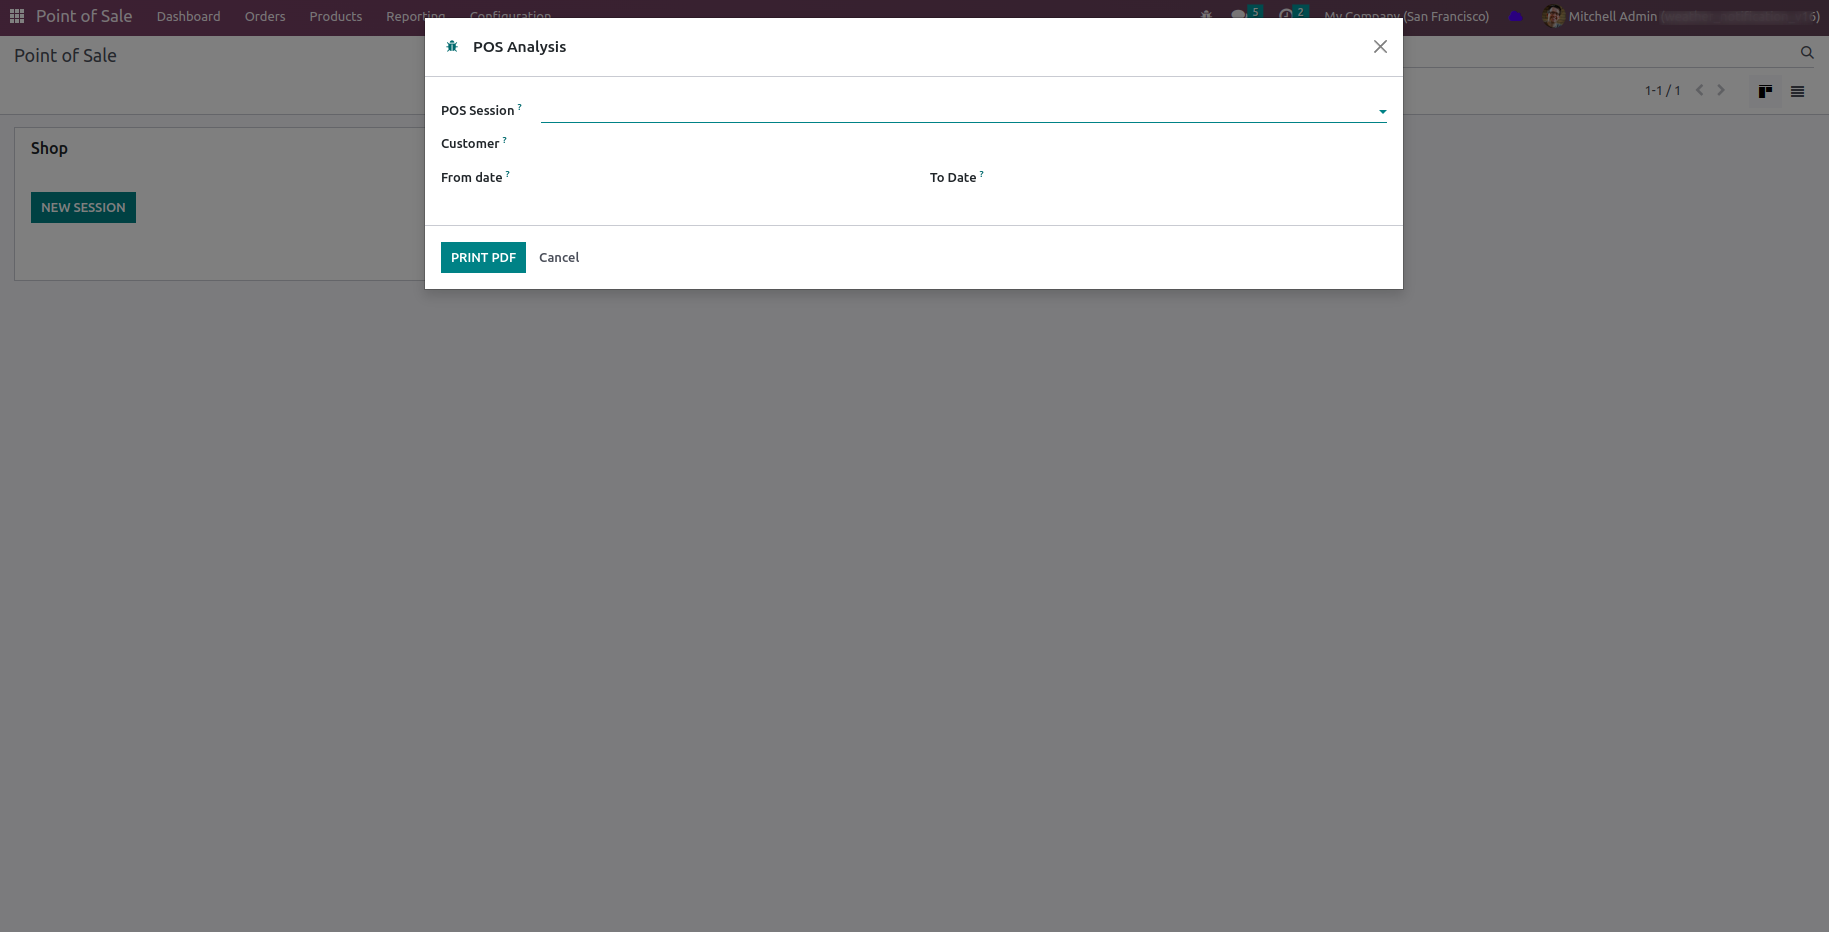 Point of Sale Dashboard Orders Products Reporting Configuration 5 2 My Company (San Francisco) Mitchell Admin
POS Analysis
Point of Sale
1-1 / 1
POS Session ?
Customer ?
From date ? To Date ?
Shop
NEW SESSION
PRINT PDF Cancel